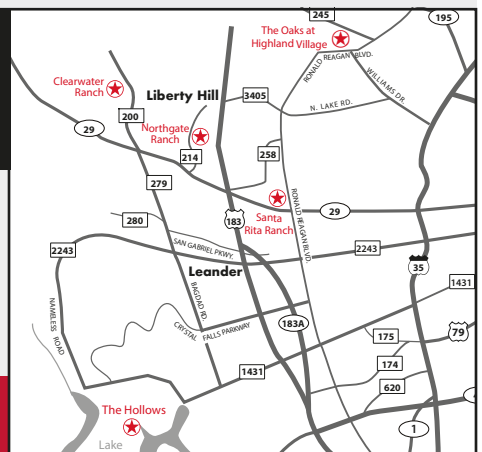 245
195
The Oaks at
Highland Village
RONALD REAGAN BLVD.
WILLIAMS DR.
Clearwater
Ranch
Liberty Hill
3405
N. LAKE RD.
200
29
Northgate
Ranch
214
258
279
RONALD REAGAN BLVD.
280
183
Santa
Rita Ranch
29
SAN GABRIEL PKWY.
2243
2243
Leander
35
1431
BAGDAD RD.
NAMELESS ROAD
CRYSTAL FALLS PARKWAY
183A
175
79
174
1431
620
The Hollows
1
Lake